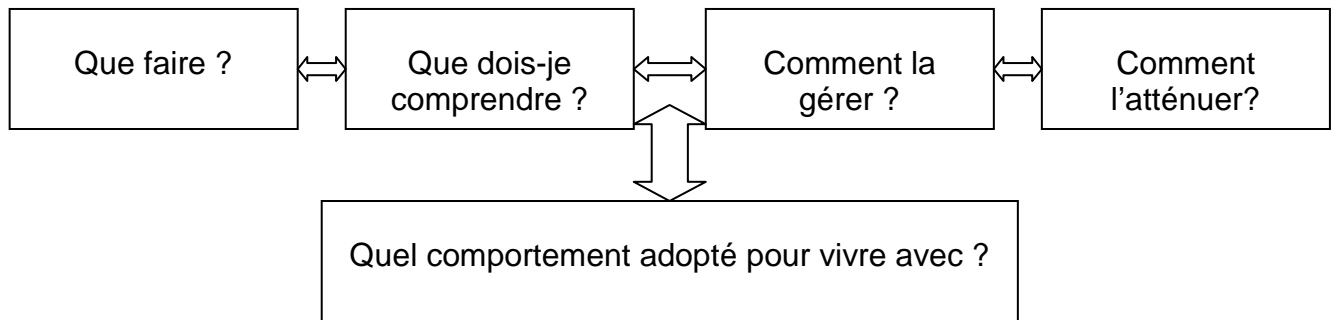 Que faire ?
Que dois-je
comprendre ?
Comment la
gérer ?
Comment
l'atténuer?
Quel comportement adopté pour vivre avec ?